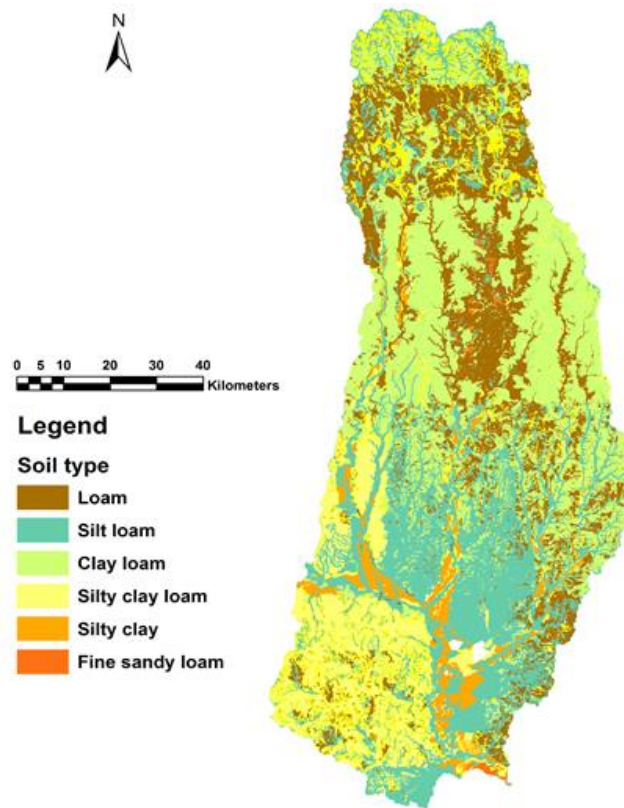 N
0 5 10 20 30 40
Kilometers
Legend
Soil type
Loam
Silt loam
Clay loam
Silty clay loam
Silty clay
Fine sandy loam